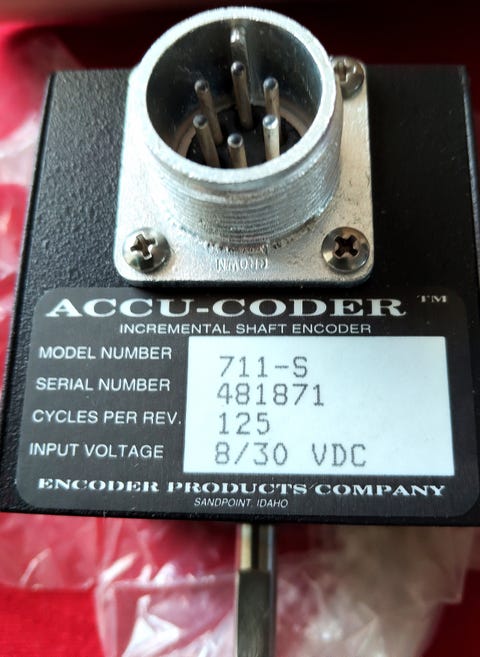 CROWN
ACCU-CODER ™
INCREMENTAL SHAFT ENCODER
MODEL NUMBER 711-S
SERIAL NUMBER 481871
CYCLES PER REV. 125
INPUT VOLTAGE 8/30 VDC
ENCODER PRODUCTS COMPANY
SANDPOINT, IDAHO